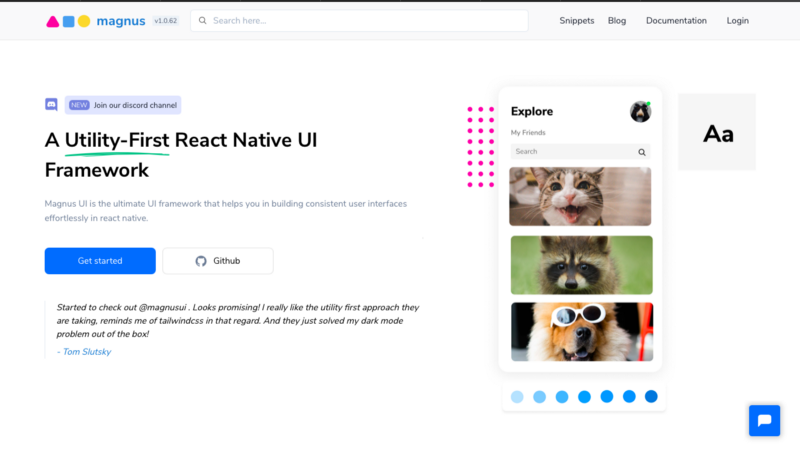 magnus v1.0.62 Search here... Snippets Blog Documentation Login
NEW Join our discord channel
A Utility-First React Native UI
Framework
Magnus UI is the ultimate UI framework that helps you in building consistent user interfaces
effortlessly in react native.
Get started Github
Started to check out @magnusui . Looks promising! I really like the utility first approach they
are taking, reminds me of tailwindcss in that regard. And they just solved my dark mode
problem out of the box!
- Tom Slutsky
Explore
My Friends
Search
Aa